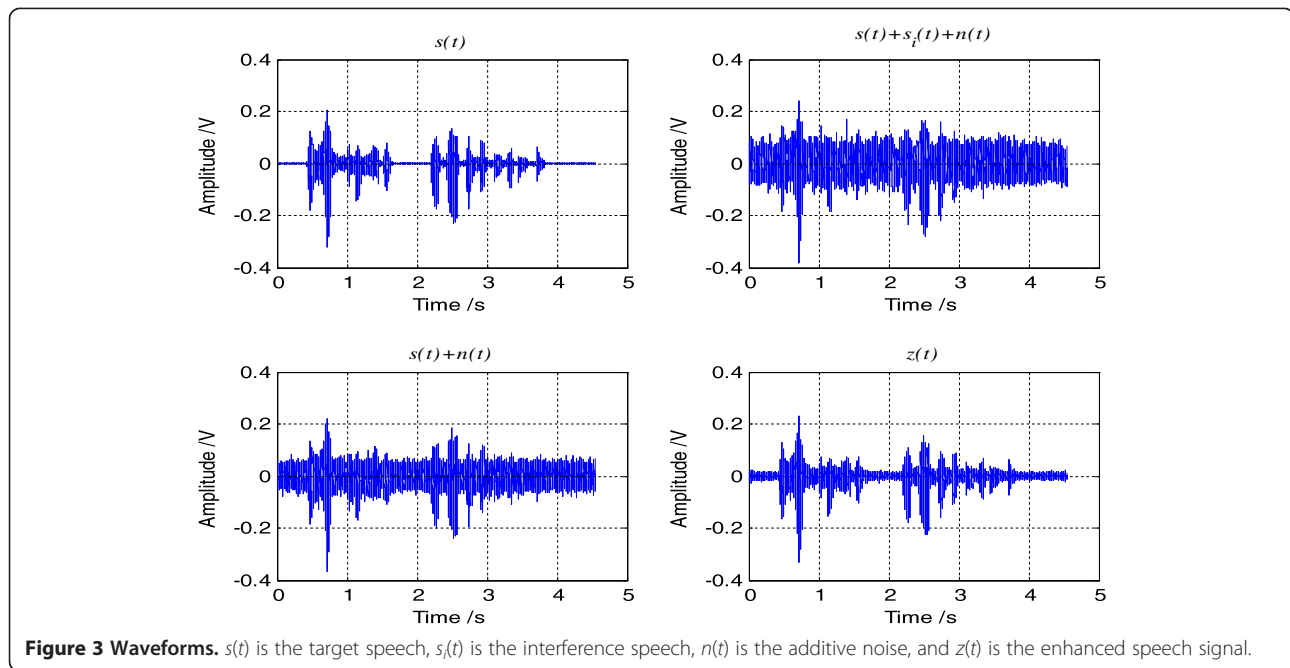 s(t)
0.4
0.2
0
-0.2
-0.4
Amplitude /V
0 1 2 3 4 5
Time /s
s(t)+s_i(t)+n(t)
0.4
0.2
0
-0.2
-0.4
Amplitude /V
0 1 2 3 4 5
Time /s
s(t)+n(t)
0.4
0.2
0
-0.2
-0.4
Amplitude /V
0 1 2 3 4 5
Time /s
z(t)
0.4
0.2
0
-0.2
-0.4
Amplitude /V
0 1 2 3 4 5
Time /s
Figure 3 Waveforms. s(t) is the target speech, s_i(t) is the interference speech, n(t) is the additive noise, and z(t) is the enhanced speech signal.